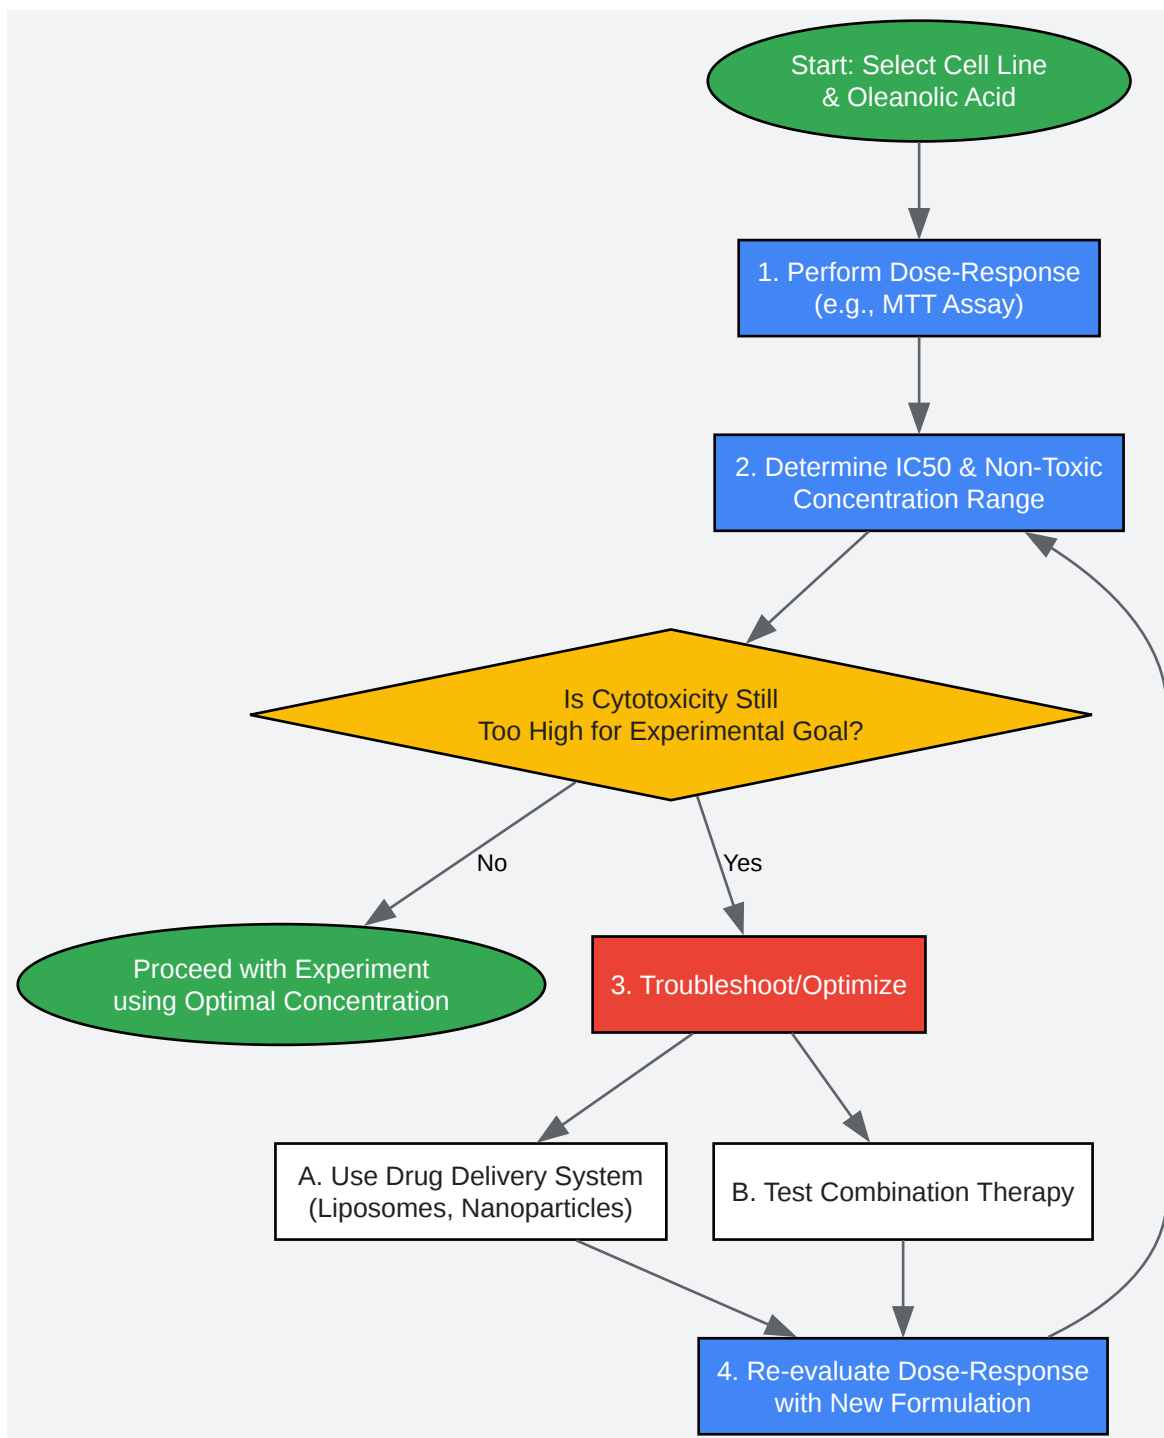 Start: Select Cell Line
& Oleanolic Acid
1. Perform Dose-Response
(e.g., MTT Assay)
2. Determine IC50 & Non-Toxic
Concentration Range
Is Cytotoxicity Still
Too High for Experimental Goal?
No
Yes
Proceed with Experiment
using Optimal Concentration
3. Troubleshoot/Optimize
A. Use Drug Delivery System
(Liposomes, Nanoparticles)
B. Test Combination Therapy
4. Re-evaluate Dose-Response
with New Formulation